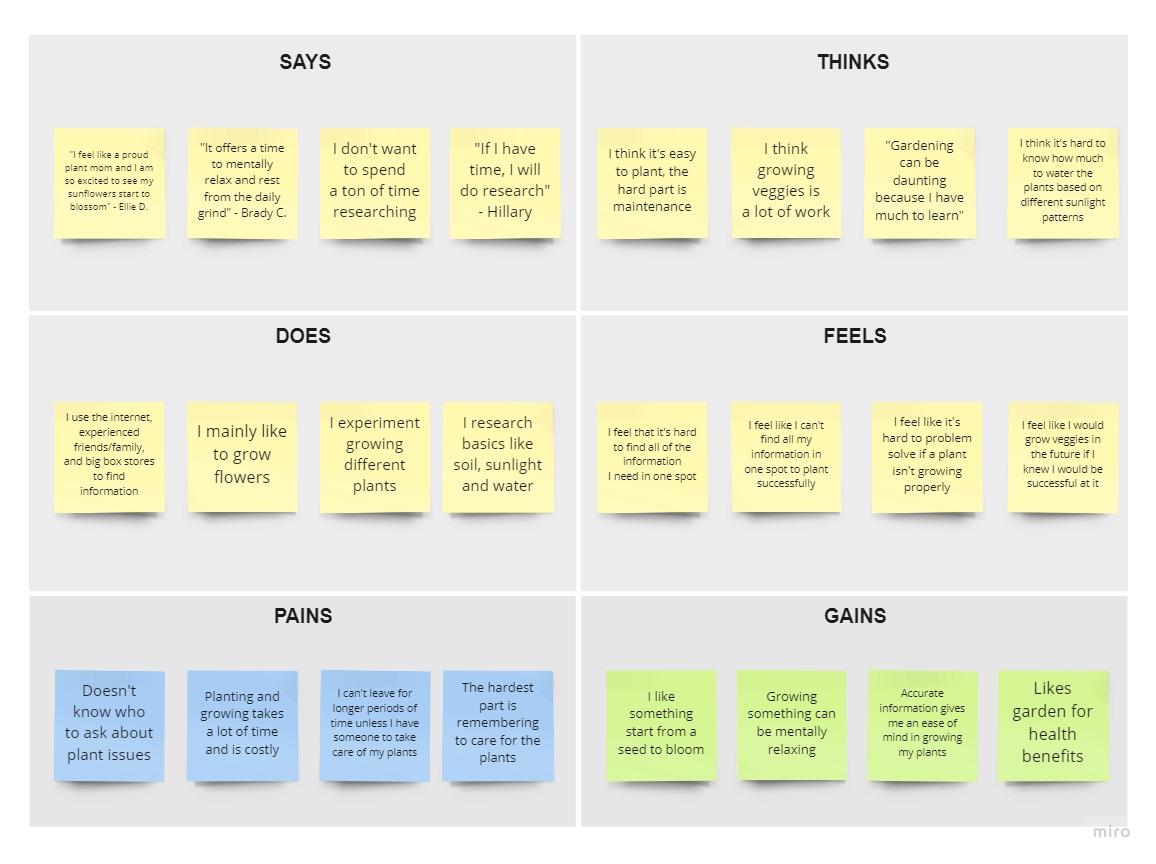 SAYS
"I feel like a proud
plant mom and I am
so excited to see my
sunflowers start to
blossom" - Ellie D.
"It offers a time
to mentally
relax and rest
from the daily
grind" - Brady C.
I don't want
to spend
a ton of time
researching
"If I have
time, I will
do research"
- Hillary
THINKS
I think it's easy
to plant, the
hard part is
maintenance
I think
growing
veggies is
a lot of work
"Gardening
can be
daunting
because I have
much to learn"
I think it's hard to
know how much
to water the
plants based on
different sunlight
patterns
DOES
I use the internet,
experienced
friends/family,
and big box stores
to find
information
I mainly like
to grow
flowers
I experiment
growing
different
plants
I research
basics like
soil, sunlight
and water
FEELS
I feel that it's hard
to find all of the
information
I need in one spot
I feel like I can't
find all my
information in
one spot to plant
successfully
I feel like it's
hard to problem
solve if a plant
isn't growing
properly
I feel like I would
grow veggies in
the future if I
knew I would be
successful at it
PAINS
Doesn't
know who
to ask about
plant issues
Planting and
growing takes
a lot of time
and is costly
I can't leave for
longer periods of
time unless I have
someone to take
care of my plants
The hardest
part is
remembering
to care for the
plants
GAINS
I like
something
start from a
seed to bloom
Growing
something can
be mentally
relaxing
Accurate
information gives
me an ease of
mind in growing
my plants
Likes
garden for
health
benefits
miro